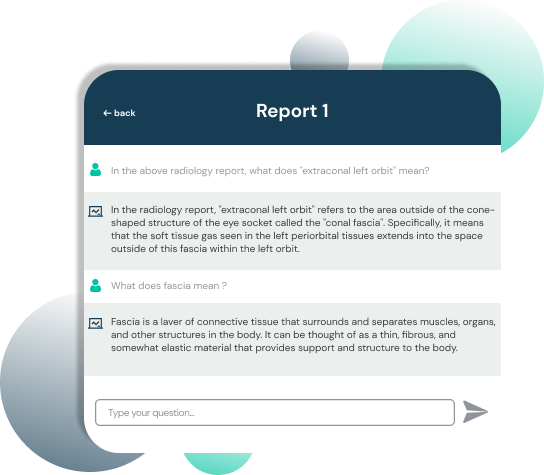 ← back
Report 1
In the above radiology report, what does "extraconal left orbit" mean?
In the radiology report, "extraconal left orbit" refers to the area outside of the cone-
shaped structure of the eye socket called the "conal fascia". Specifically, it means
that the soft tissue gas seen in the left periorbital tissues extends into the space
outside of this fascia within the left orbit.
What does fascia mean ?
Fascia is a laver of connective tissue that surrounds and separates muscles, organs,
and other structures in the body. It can be thought of as a thin, fibrous, and
somewhat elastic material that provides support and structure to the body.
Type your question...